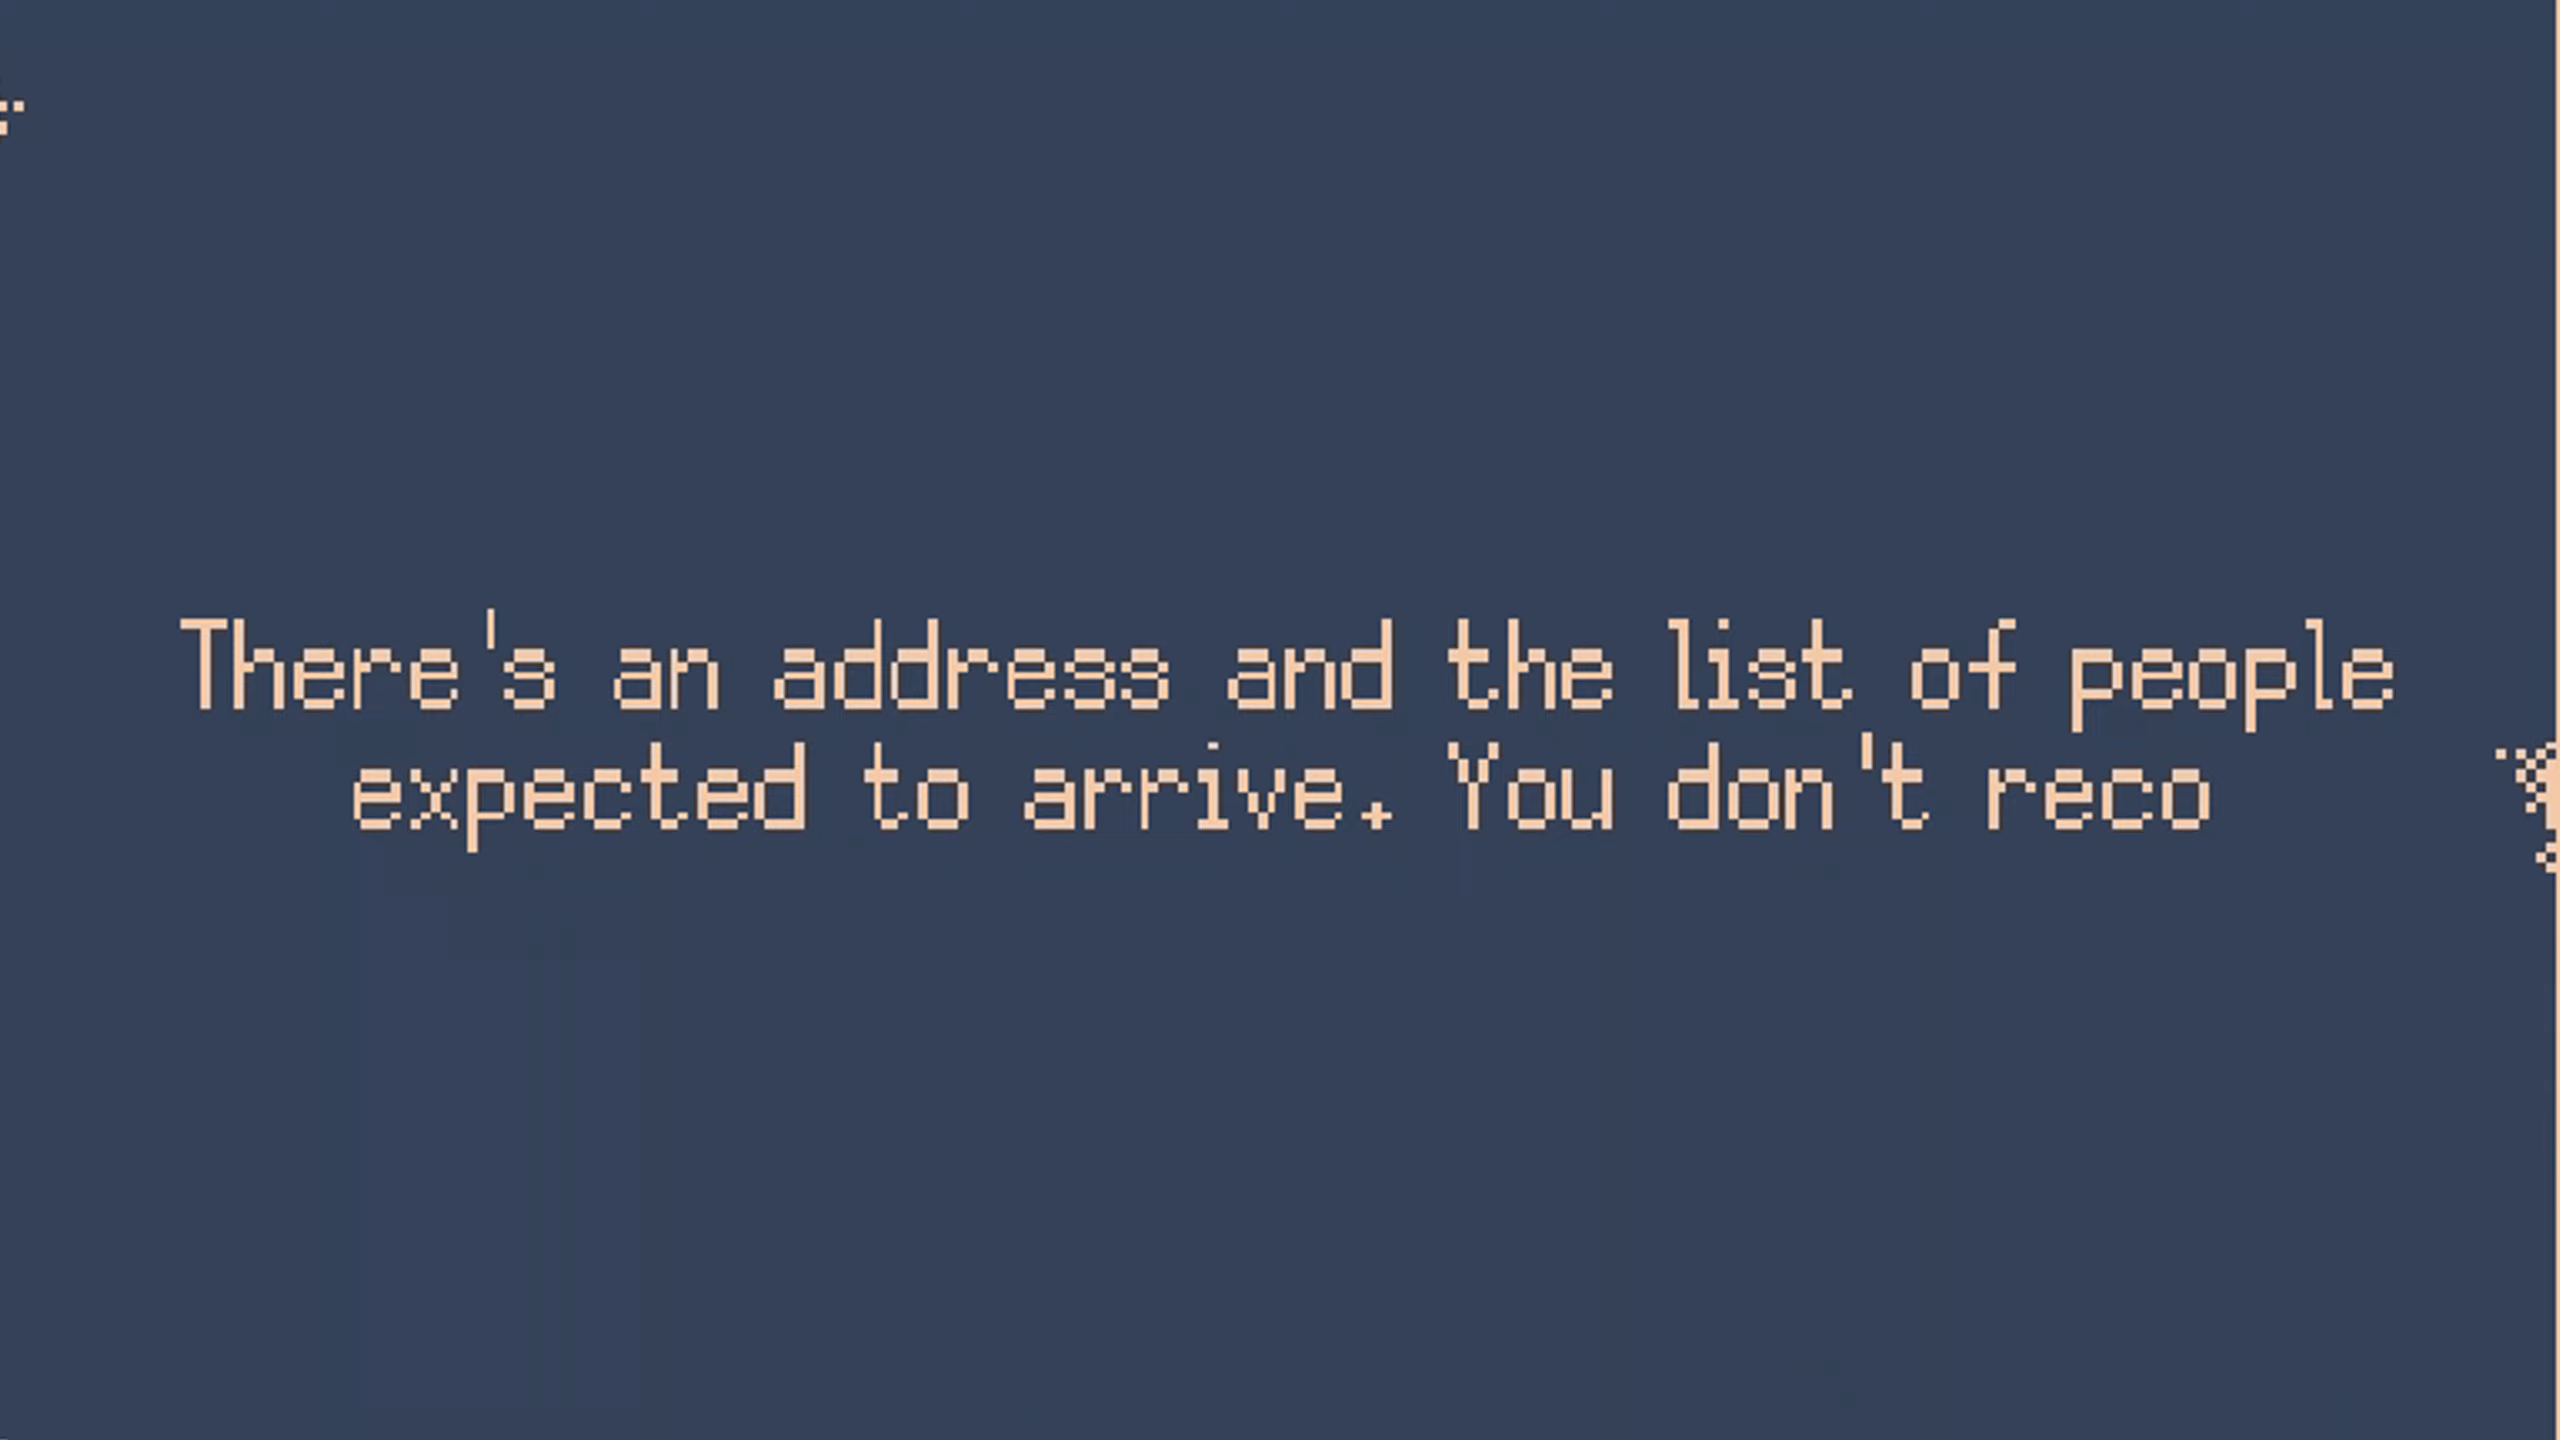 There's an address and the list of people
expected to arrive. You don't reco